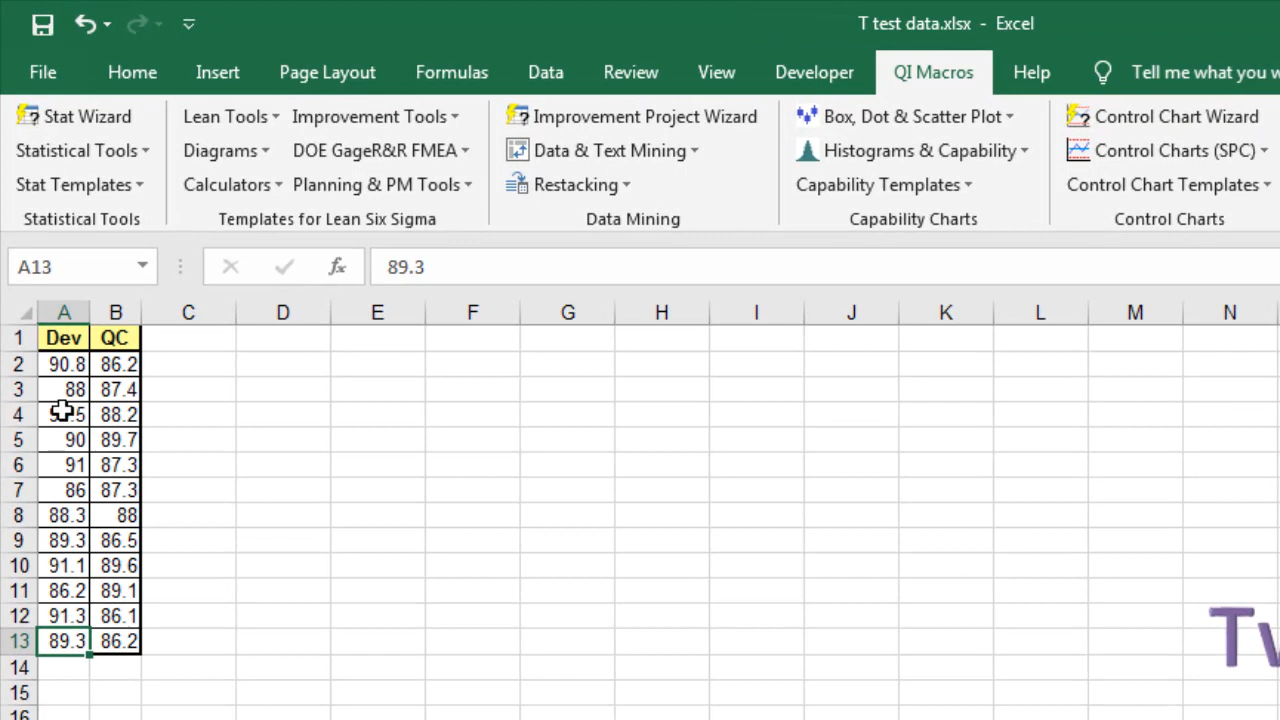 T test data.xlsx - Excel
File Home Insert Page Layout Formulas Data Review View Developer QI Macros Help Tell me what you
Stat Wizard Lean Tools Improvement Tools Improvement Project Wizard Box, Dot & Scatter Plot Control Chart Wizard
Statistical Tools Diagrams DOE GageR&R FMEA Data & Text Mining Histograms & Capability Control Charts (SPC)
Stat Templates Calculators Planning & PM Tools Restacking Capability Templates Control Chart Templates
Statistical Tools Templates for Lean Six Sigma Data Mining Capability Charts Control Charts
A13 fx 89.3
A B C D E F G H I J K L M N
1 Dev QC
2 90.8 86.2
3 88 87.4
4 88.2
5 90 89.7
6 91 87.3
7 86 87.3
8 88.3 88
9 89.3 86.5
10 91.1 89.6
11 86.2 89.1
12 91.3 86.1
13 89.3 86.2
14
15
16